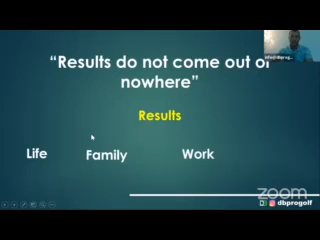 “Results do not come out of
nowhere”
Results
Life
Family
Work
zoom
dbprogolf